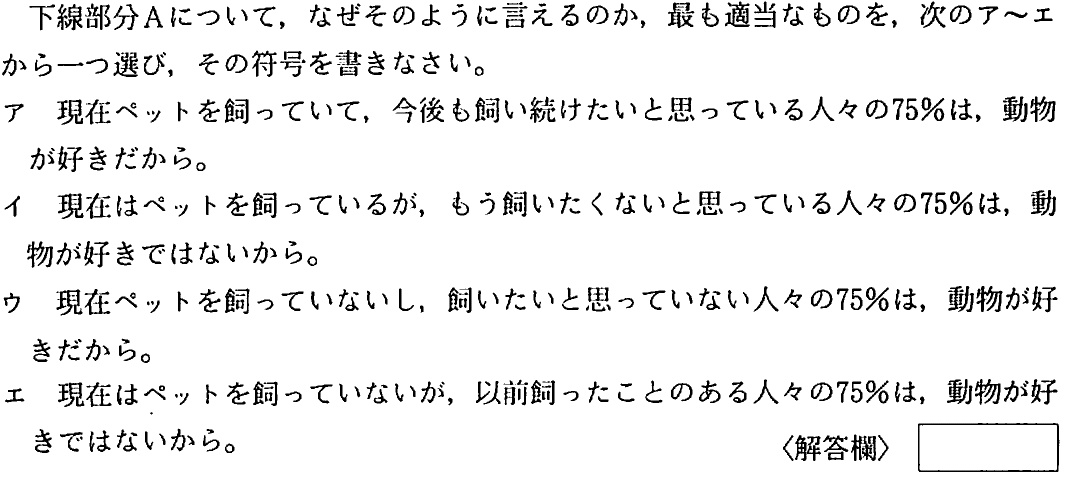 下線部分Aについて，なぜそのように言えるのか，最も適当なものを，次のア～エ
から一つ選び，その符号を書きなさい。
ア　現在ペットを飼っていて，今後も飼い続けたいと思っている人々の75％は，動物
が好きだから。
イ　現在はペットを飼っているが，もう飼いたくないと思っている人々の75％は，動
物が好きではないから。
ウ　現在ペットを飼っていないし，飼いたいと思っていない人々の75％は，動物が好
きだから。
エ　現在はペットを飼っていないが，以前飼ったことのある人々の75％は，動物が好
きではないから。
〈解答欄〉